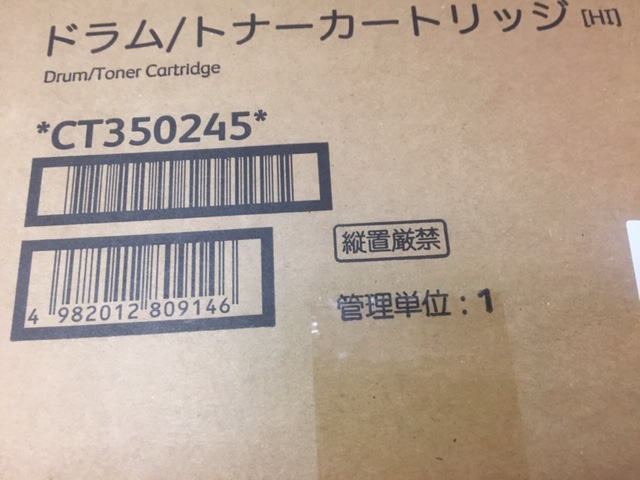 ドラム/トナーカートリッジ [HI]
Drum/Toner Cartridge
*CT350245*
縦置厳禁
管理単位：1
4 982012 809146